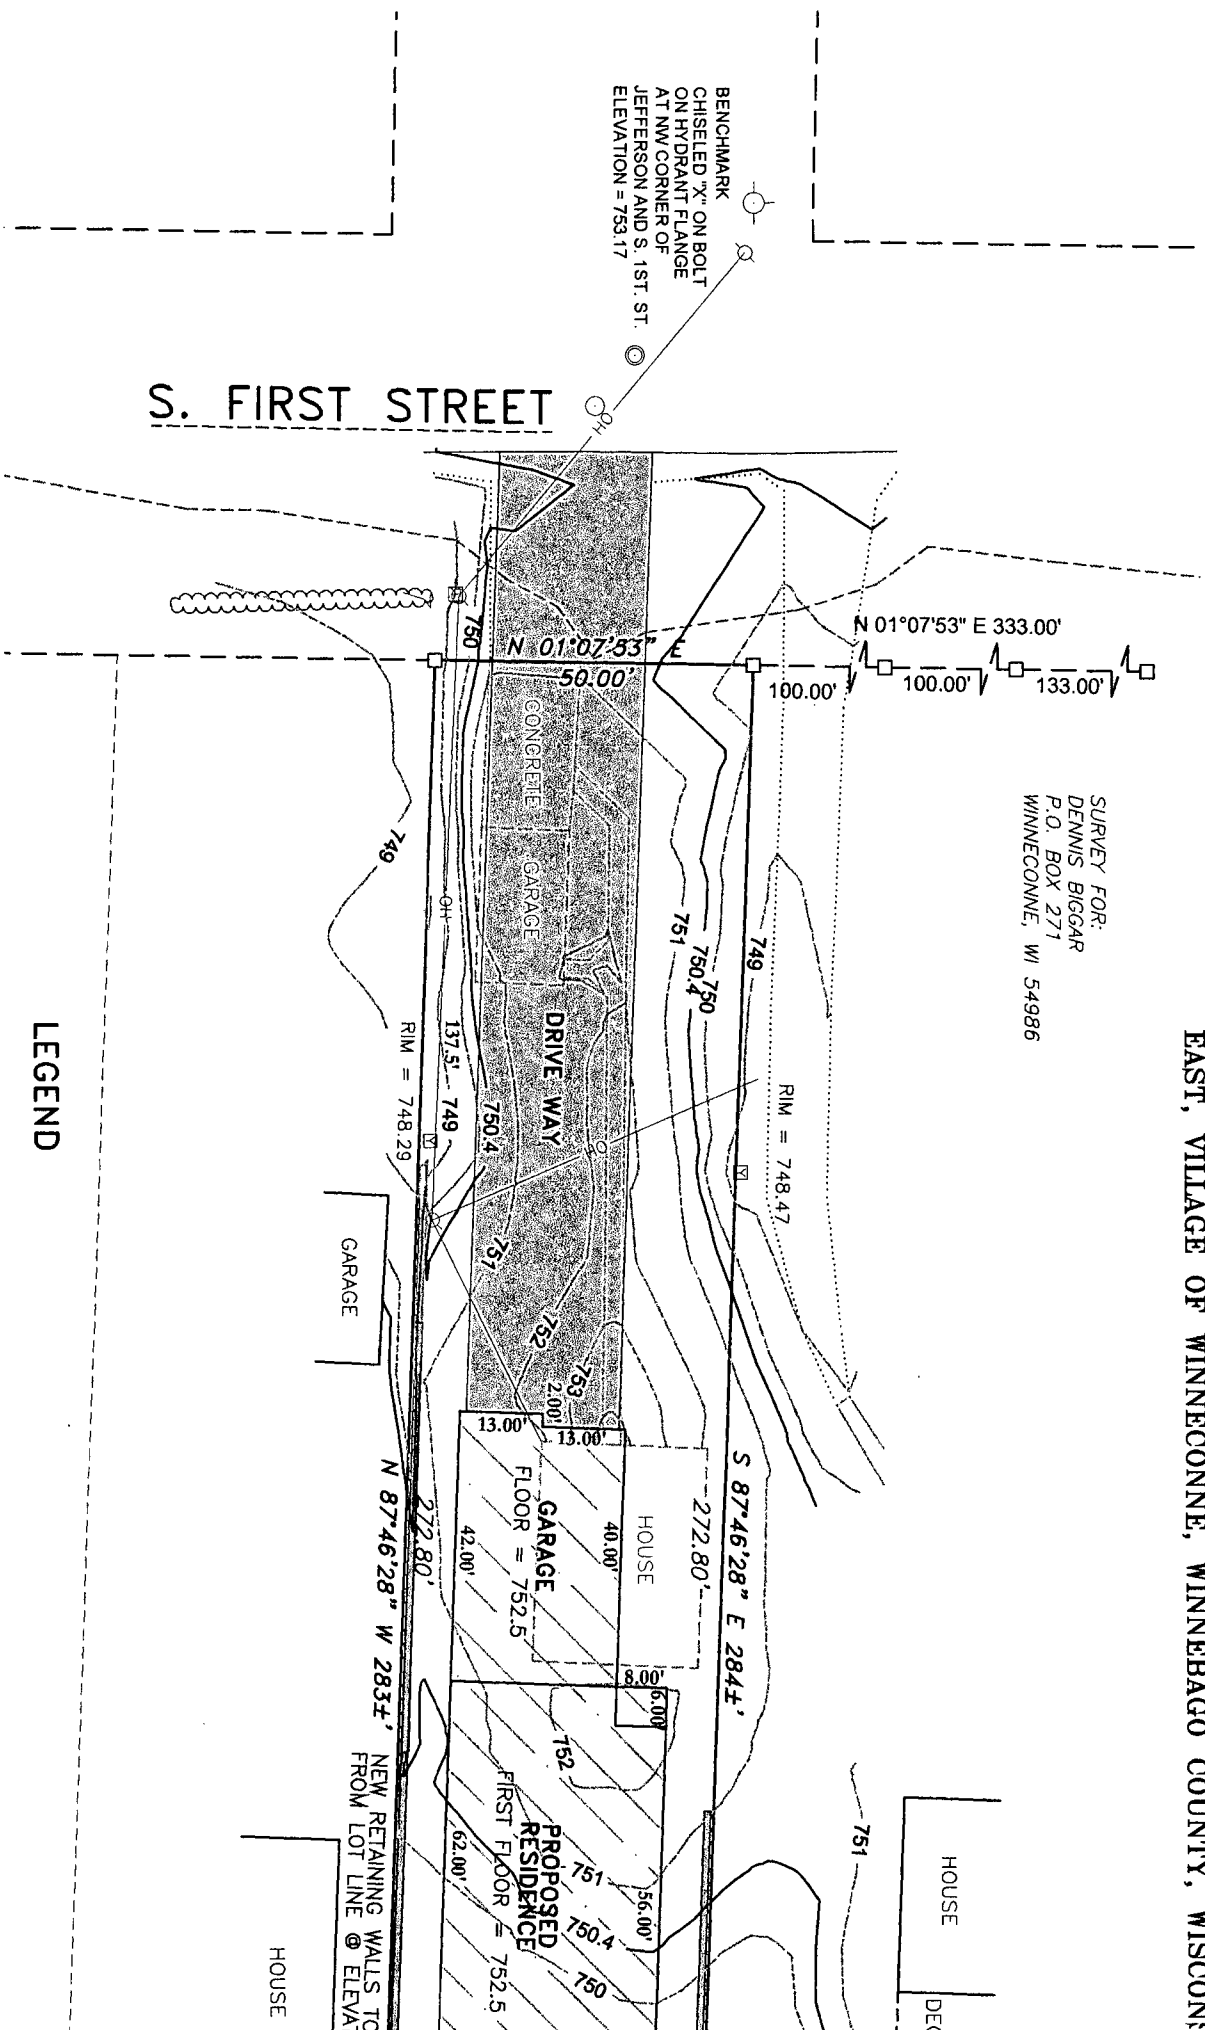 EAST, VILLAGE OF WINNECONNE, WINNEBAGO COUNTY,
SURVEY FOR:
DENNIS BIGGAR
P.O. BOX 271
WINNECONNE, WI 54986
BENCHMARK
CHISELED "X" ON BOLT
ON HYDRANT FLANGE
AT NW CORNER OF
JEFFERSON AND S. 1ST. ST.
ELEVATION = 753.17
S. FIRST STREET
N 01°07'53" E 333.00'
100.00'
100.00'
133.00'
N 01°07'53" E
50.00'
750
749
CONCRETE
GARAGE
751
750.4
750
749
OH
DRIVE WAY
137.5'
749
750.4
RIM = 748.29
RIM = 748.47
GARAGE
751
752
753
2.00'
13.00'
13.00'
S 87°46'28" E 284±'
272.80'
HOUSE
40.00'
GARAGE
FLOOR = 752.5
42.00'
272.80'
N 87°46'28" W 283±'
8.00'
6.00'
752
NEW RETAINING WALLS
FROM LOT LINE @
PROPOSED
RESIDENCE
FIRST FLOOR = 752.5
62.00'
56.00'
751
750.4
750
751
HOUSE
HOUSE
LEGEND